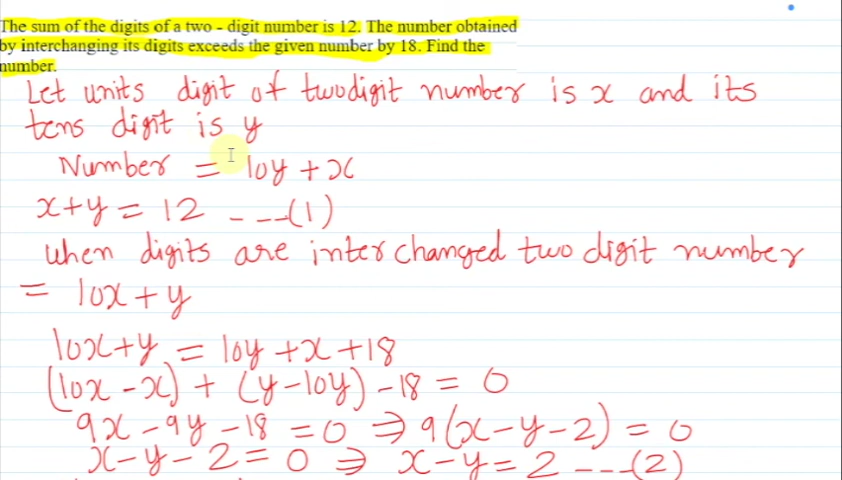 The sum of the digits of a two - digit number is 12. The number obtained
by interchanging its digits exceeds the given number by 18. Find the
number.
Let units digit of two digit number is x and its
tens digit is y
Number = 10y + x
x+y = 12 ----(1)
when digits are interchanged two digit number
= 10x + y
10x+y = 10y + x + 18
(10x - x) + (y - 10y) - 18 = 0
9x - 9y - 18 = 0 ⇒ 9(x - y - 2) = 0
x - y - 2 = 0 ⇒ x - y = 2 ----(2)